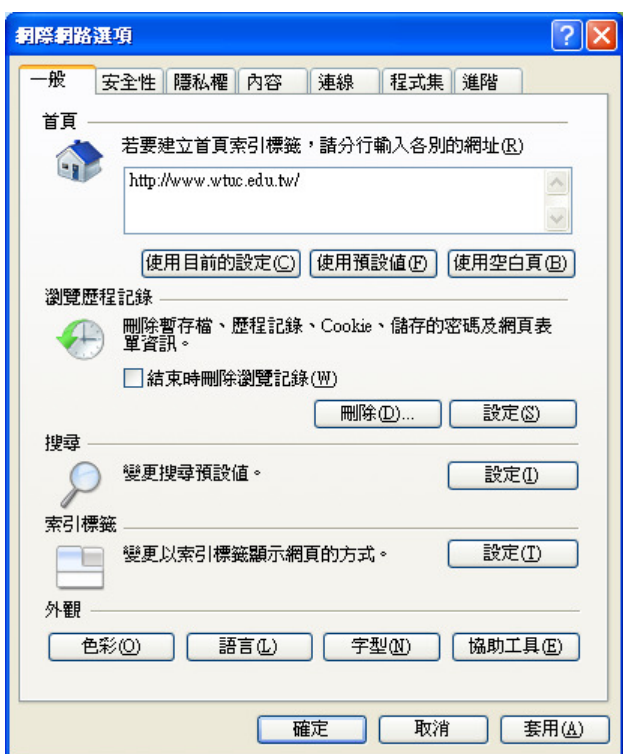 網際網路選項
一般 安全性 隱私權 內容 連線 程式集 進階
首頁
若要建立首頁索引標籤，請分行輸入各別的網址(R)
http://www.wtuc.edu.tw/
使用目前的設定(C) 使用預設值(F) 使用空白頁(B)
瀏覽歷程記錄
刪除暫存檔、歷程記錄、Cookie、儲存的密碼及網頁表
單資訊。
結束時刪除瀏覽記錄(W)
刪除(D)... 設定(S)
搜尋
變更搜尋預設值。 設定(I)
索引標籤
變更以索引標籤顯示網頁的方式。 設定(T)
外觀
色彩(O) 語言(L) 字型(N) 協助工具(E)
確定 取消 套用(A)